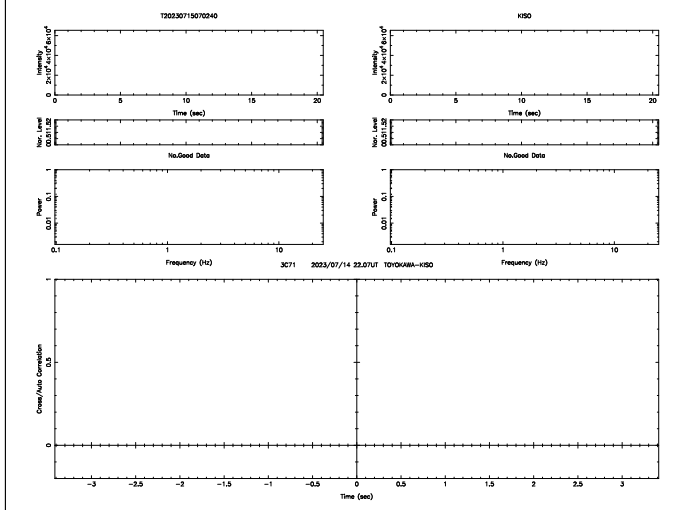 T20230715070240
KISO
Intensity
0 2×10⁴ 4×10⁴ 6×10⁴
0 5 10 15 20
Time (sec)
Intensity
0 2×10⁴ 4×10⁴ 6×10⁴
0 5 10 15 20
Time (sec)
Nor. Level
00.511.52
No.Good Data
Nor. Level
00.511.52
No.Good Data
Power
0.01 0.1 1
0.1 1 10
Frequency (Hz)
Power
0.01 0.1 1
0.1 1 10
Frequency (Hz)
3C71 2023/07/14 22.07UT TOYOKAWA-KISO
Cross/Auto Correlation
0 0.5 1
-3 -2.5 -2 -1.5 -1 -0.5 0 0.5 1 1.5 2 2.5 3
Time (sec)